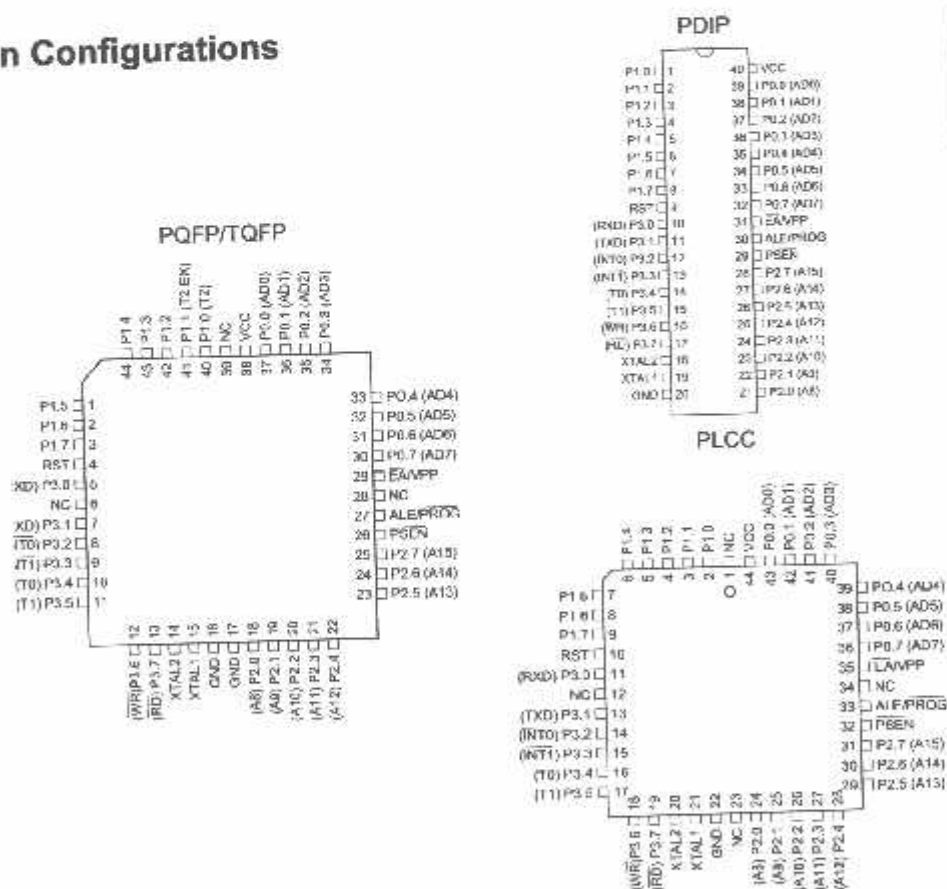 n Configurations
PDIP
P1.0 1 40 VCC
P1.1 2 39 P0.0 (AD0)
P1.2 3 38 P0.1 (AD1)
P1.3 4 37 P0.2 (AD2)
P1.4 5 36 P0.3 (AD3)
P1.5 6 35 P0.4 (AD4)
P1.6 7 34 P0.5 (AD5)
P1.7 8 33 P0.6 (AD6)
RST 9 32 P0.7 (AD7)
(RXD) P3.0 10 31 EA/VPP
(TXD) P3.1 11 30 ALE/PROG
(INT0) P3.2 12 29 PSEN
(INT1) P3.3 13 28 P2.7 (A15)
(T0) P3.4 14 27 P2.6 (A14)
(T1) P3.5 15 26 P2.5 (A13)
(WR) P3.6 16 25 P2.4 (A12)
(RD) P3.7 17 24 P2.3 (A11)
XTAL2 18 23 P2.2 (A10)
XTAL1 19 22 P2.1 (A9)
GND 20 21 P2.0 (A8)
PQFP/TQFP
44 P1.4
43 P1.3
42 P1.2
41 P1.1 (T2 EX)
40 P1.0 (T2)
39 NC
38 VCC
37 P0.0 (AD0)
36 P0.1 (AD1)
35 P0.2 (AD2)
34 P0.3 (AD3)
P1.5 1 33 P0.4 (AD4)
P1.6 2 32 P0.5 (AD5)
P1.7 3 31 P0.6 (AD6)
RST 4 30 P0.7 (AD7)
XD) P3.0 5 29 EA/VPP
NC 6 28 NC
XD) P3.1 7 27 ALE/PROG
IT0) P3.2 8 26 PSEN
IT1) P3.3 9 25 P2.7 (A15)
(T0) P3.4 10 24 P2.6 (A14)
(T1) P3.5 11 23 P2.5 (A13)
(WR) P3.6 12
(RD) P3.7 13
XTAL2 14
XTAL1 15
GND 16
GND 17
(A8) P2.0 18
(A9) P2.1 19
(A10) P2.2 20
(A11) P2.3 21
(A12) P2.4 22
PLCC
6 P1.4
5 P1.3
4 P1.2
3 P1.1
2 P1.0
1 NC
44 VCC
43 P0.0 (AD0)
42 P0.1 (AD1)
41 P0.2 (AD2)
40 P0.3 (AD3)
P1.5 7 39 P0.4 (AD4)
P1.6 8 38 P0.5 (AD5)
P1.7 9 37 P0.6 (AD6)
RST 10 36 P0.7 (AD7)
(RXD) P3.0 11 35 EA/VPP
NC 12 34 NC
(TXD) P3.1 13 33 ALE/PROG
(INT0) P3.2 14 32 PSEN
(INT1) P3.3 15 31 P2.7 (A15)
(T0) P3.4 16 30 P2.6 (A14)
(T1) P3.5 17 29 P2.5 (A13)
(WR) P3.6 18
(RD) P3.7 19
XTAL2 20
XTAL1 21
GND 22
NC 23
(A8) P2.0 24
(A9) P2.1 25
(A10) P2.2 26
(A11) P2.3 27
(A12) P2.4 28